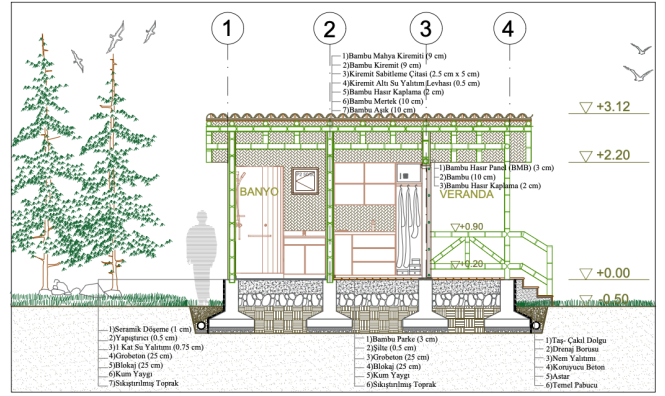 1 2 3 4
1)Bambu Mahya Kiremiti (9 cm)
2)Bambu Kiremit (9 cm)
3)Kiremit Sabitleme Çitasi (2.5 cm x 5 cm)
4)Kiremit Altı Su Yalıtım Levhası (0.5 cm)
5)Bambu Hasır Kaplama (2 cm)
6)Bambu Mertek (10 cm)
7)Bambu Aşık (10 cm)
+3.12
+2.20
1)Bambu Hasır Panel (BMB) (3 cm)
2)Bambu (10 cm)
3)Bambu Hasır Kaplama (2 cm)
BANYO
VERANDA
+0.90
+0.20
+0.00
-0.50
1)Seramik Döşeme (1 cm)
2)Yapıştırıcı (0.5 cm)
3)1 Kat Su Yalıtımı (0.75 cm)
4)Grobeton (25 cm)
5)Blokaj (25 cm)
6)Kum Yaygı
7)Sıkıştırılmış Toprak
1)Bambu Parke (3 cm)
2)Şilte (0.5 cm)
3)Grobeton (25 cm)
4)Blokaj (25 cm)
5)Kum Yaygı
6)Sıkıştırılmış Toprak
1)Taş- Çakıl Dolgu
2)Drenaj Borusu
3)Nem Yalıtımı
4)Koruyucu Beton
5)Astar
6)Temel Pabucu